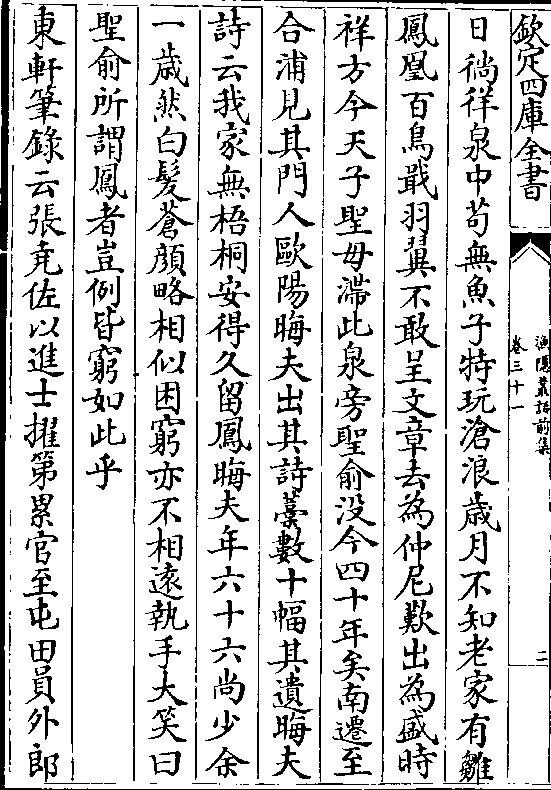 欽定四庫全書
漁隱叢話前集
卷三十一
二
日徜徉泉中苟無魚子特玩滄浪歳月不知老家有雛
鳳凰百鳥戢羽翼不敢呈文章去為仲尼歎出為盛時
祥方今天子聖毋滯此泉旁聖俞没今四十年矣南遷至
合浦見其門人歐陽晦夫出其詩藁數十幅其遺晦夫
詩云我家無梧桐安得久留鳳晦夫年六十六尚少余
一歳然白髪蒼顔略相似困窮亦不相逺執手大笑曰
聖俞所謂鳳者豈例皆窮如此乎
東軒筆錄云張堯佐以進士擢第累官至屯田員外郎